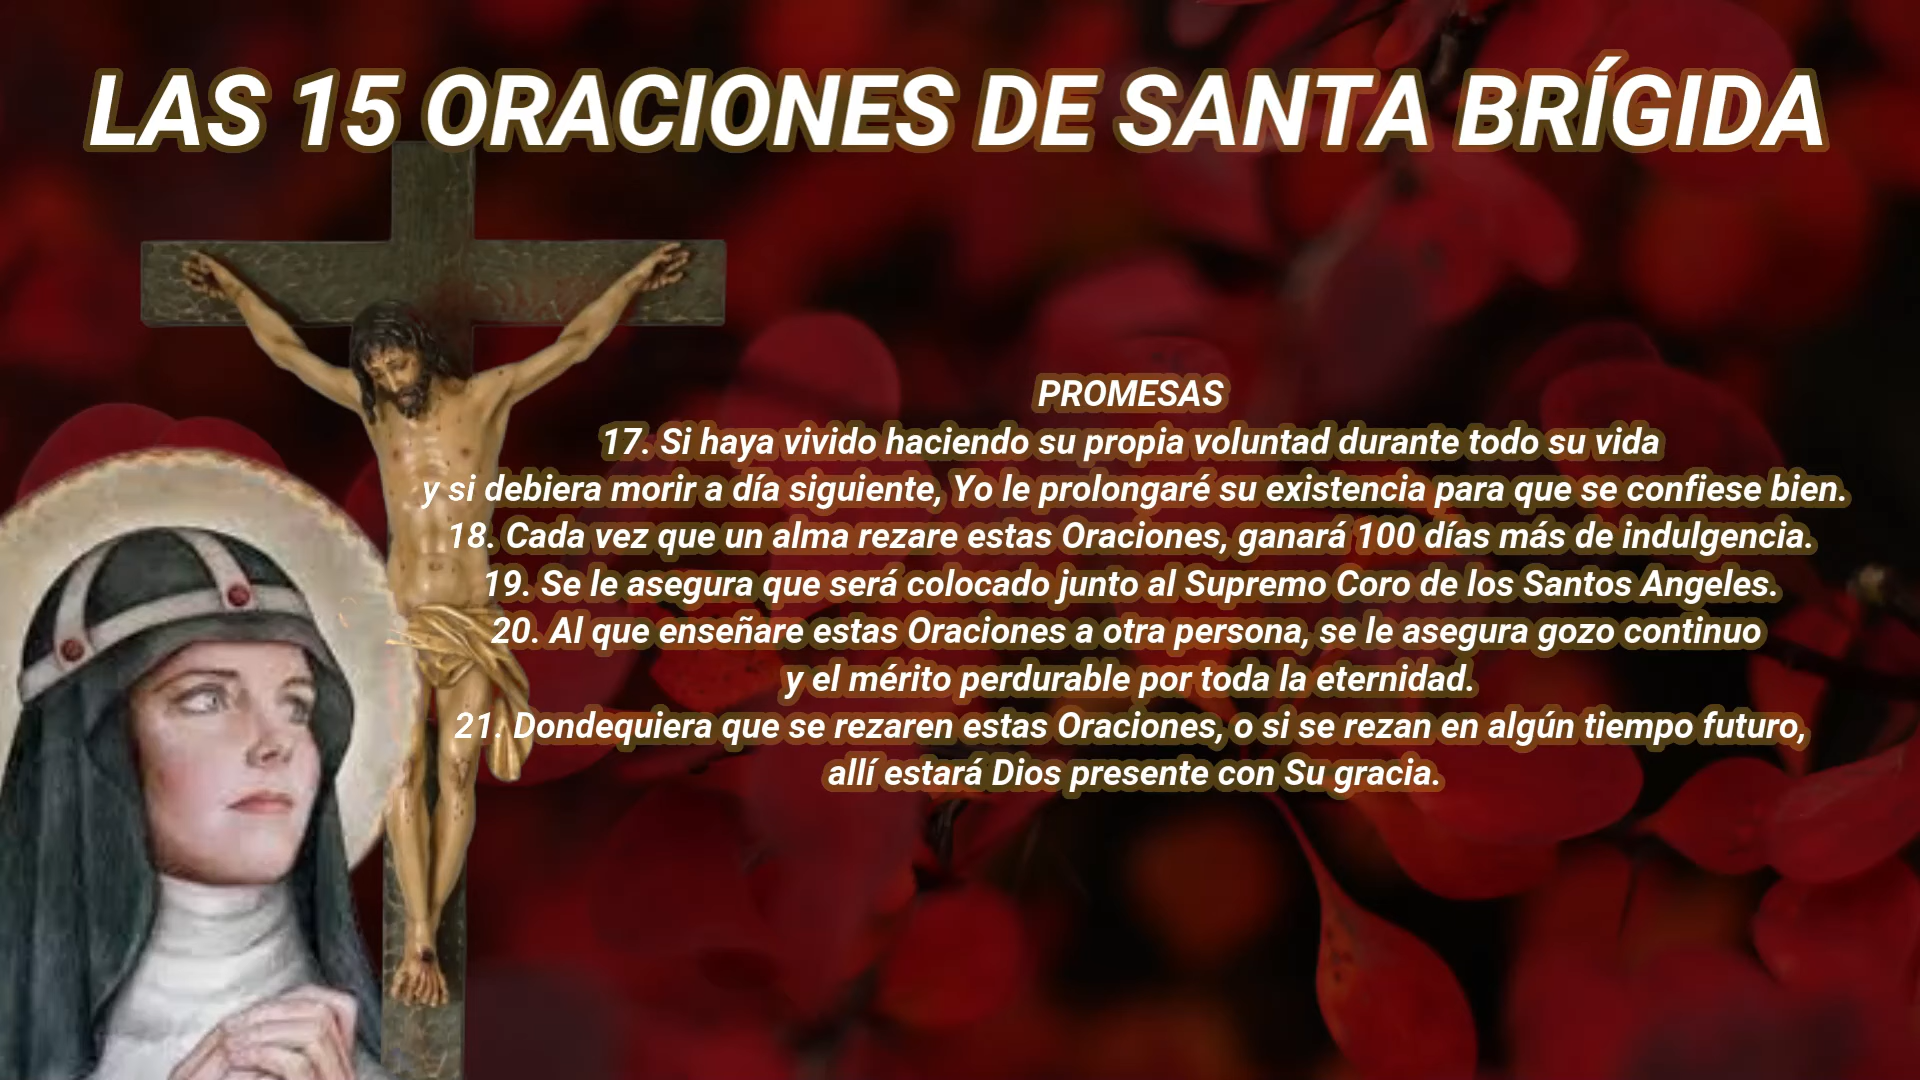 LAS 15 ORACIONES DE SANTA BRÍGIDA
PROMESAS
17. Si haya vivido haciendo su propia voluntad durante todo su vida
y si debiera morir a día siguiente, Yo le prolongaré su existencia para que se confiese bien.
18. Cada vez que un alma rezare estas Oraciones, ganará 100 días más de indulgencia.
19. Se le asegura que será colocado junto al Supremo Coro de los Santos Angeles.
20. Al que enseñare estas Oraciones a otra persona, se le asegura gozo continuo
y el mérito perdurable por toda la eternidad.
21. Dondequiera que se rezaren estas Oraciones, o si se rezan en algún tiempo futuro,
allí estará Dios presente con Su gracia.